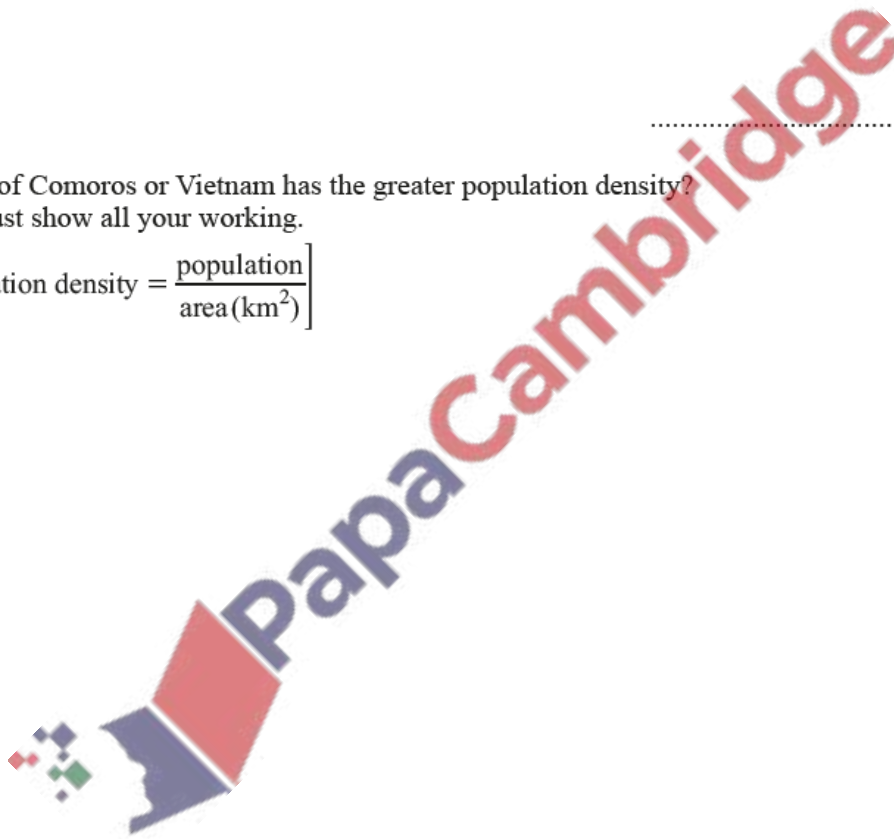 of Comoros or Vietnam has the greater population density?
ust show all your working.
tion density = population / area (km²)]
PapaCambridge